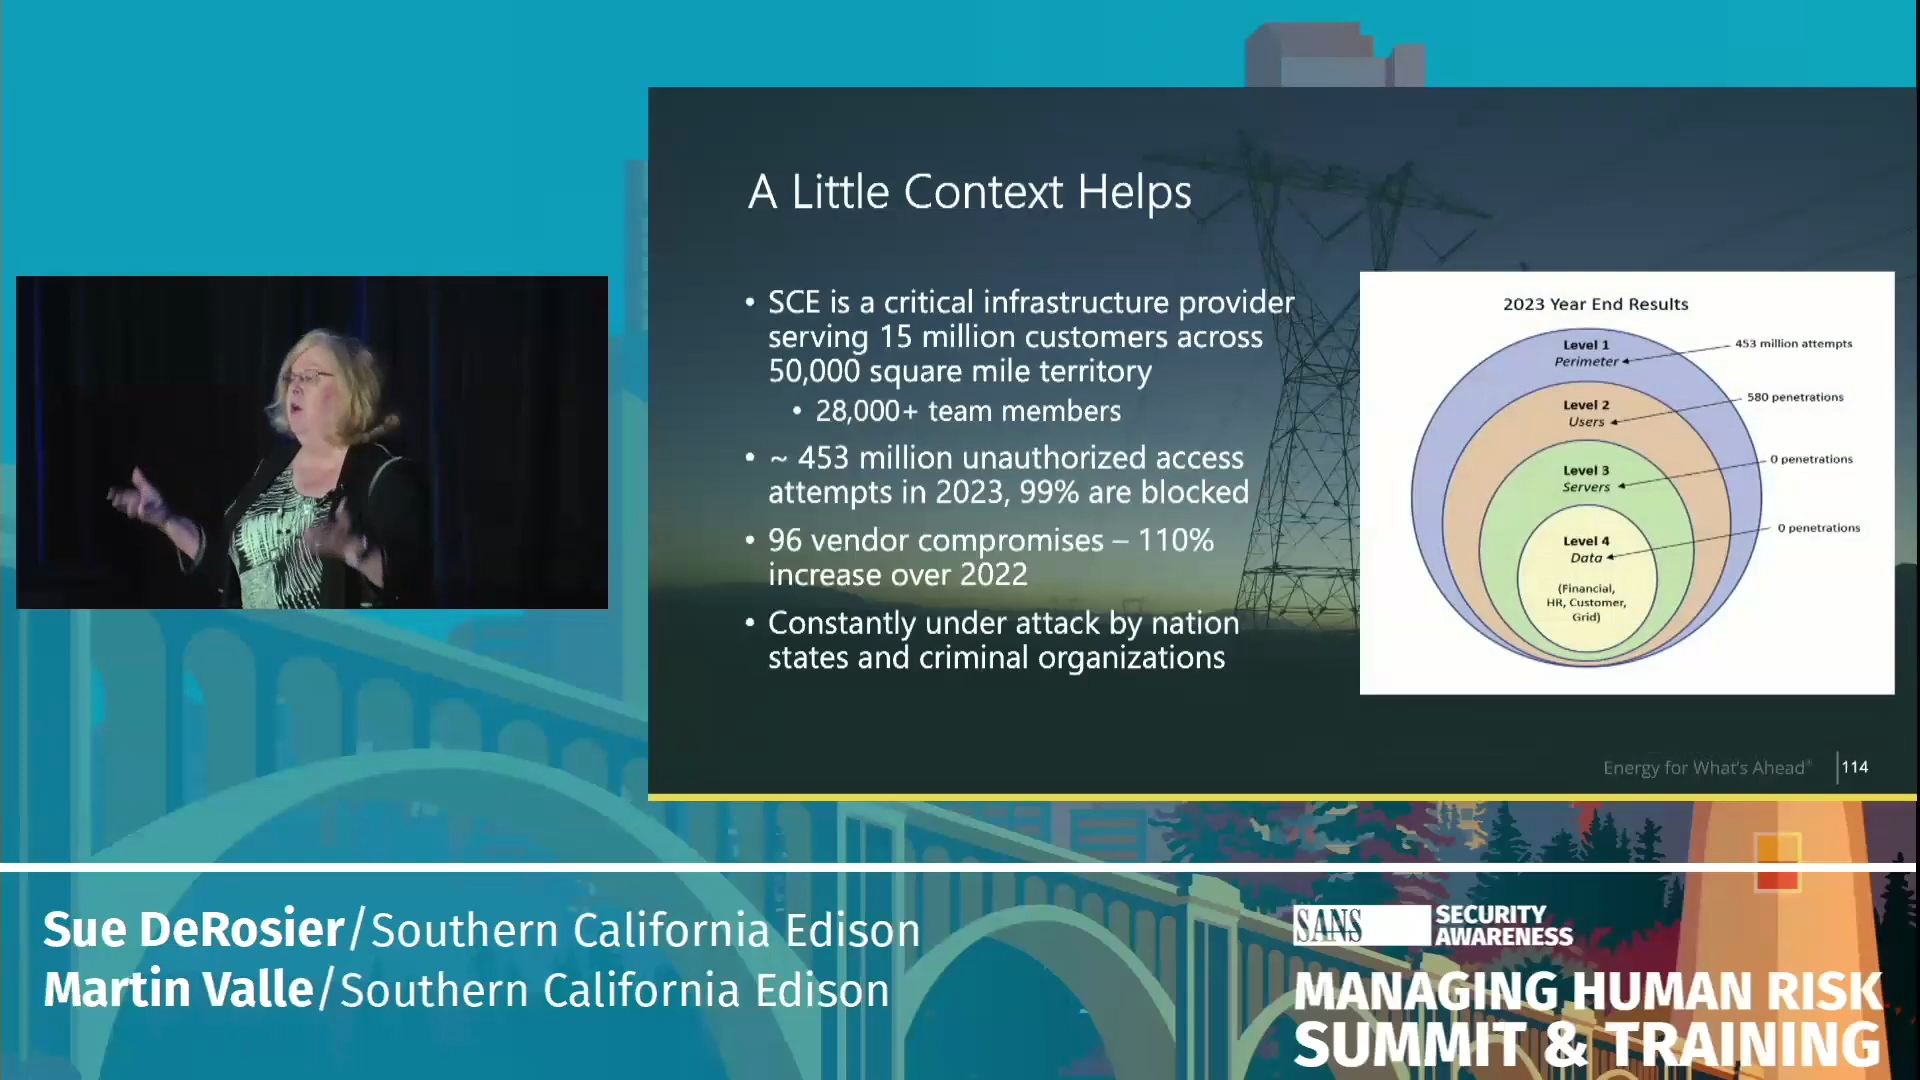 A Little Context Helps
• SCE is a critical infrastructure provider
serving 15 million customers across
50,000 square mile territory
• 28,000+ team members
• ~ 453 million unauthorized access
attempts in 2023, 99% are blocked
• 96 vendor compromises – 110%
increase over 2022
• Constantly under attack by nation
states and criminal organizations
2023 Year End Results
Level 1
Perimeter
453 million attempts
Level 2
Users
580 penetrations
Level 3
Servers
0 penetrations
Level 4
Data
0 penetrations
(Financial,
HR, Customer,
Grid)
Energy for What's Ahead®
114
Sue DeRosier/Southern California Edison
Martin Valle/Southern California Edison
SANS
SECURITY
AWARENESS
MANAGING HUMAN RISK
SUMMIT & TRAINING